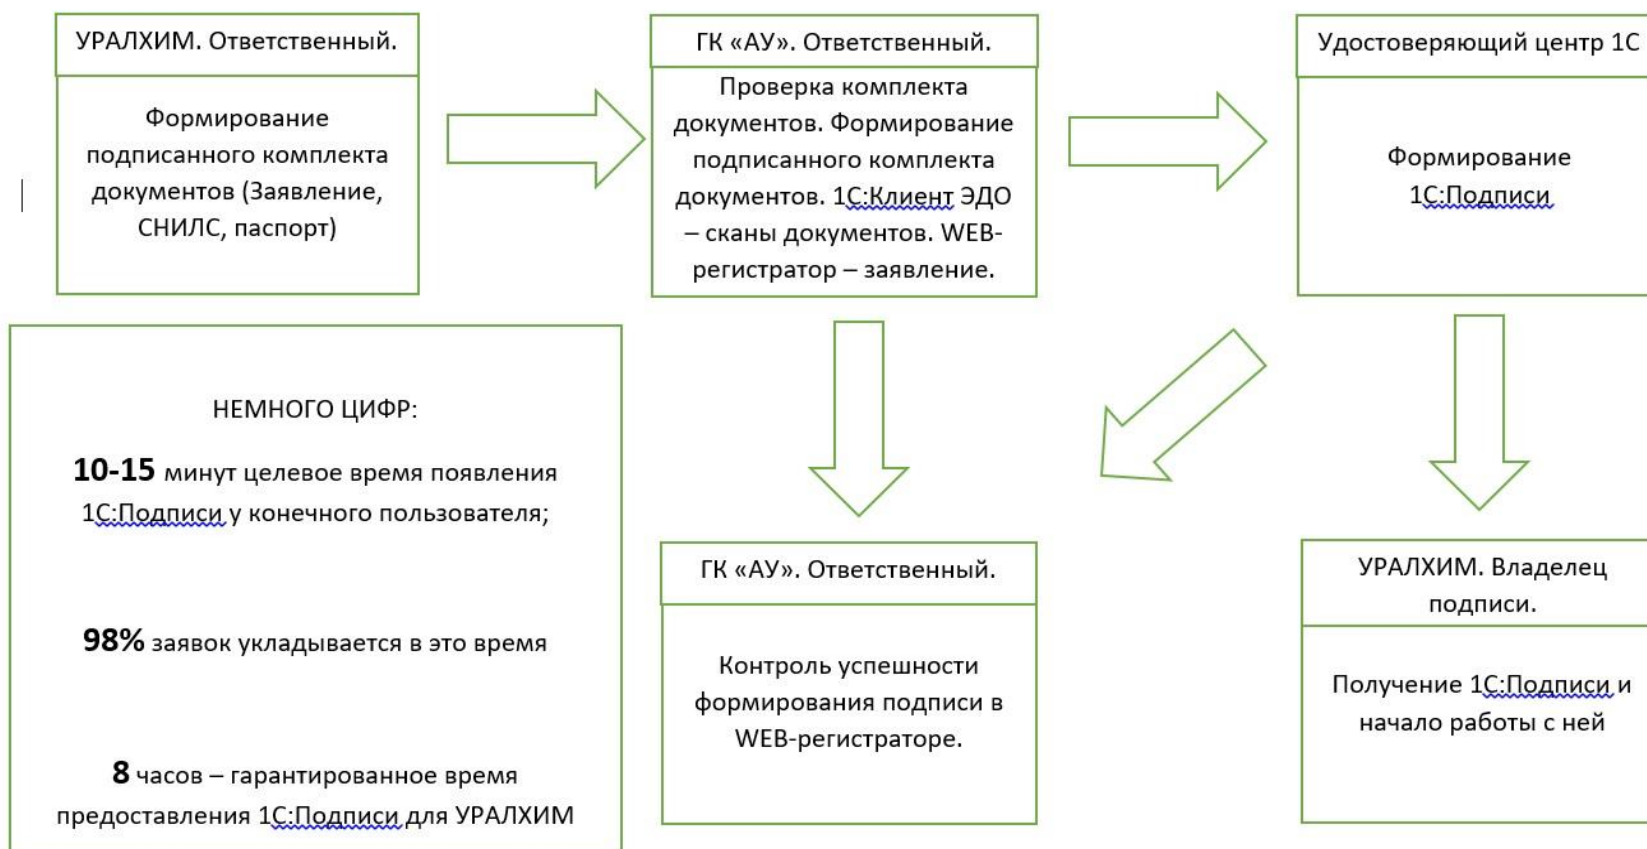 УРАЛХИМ. Ответственный.
Формирование
подписанного комплекта
документов (Заявление,
СНИЛС, паспорт)
ГК «АУ». Ответственный.
Проверка комплекта
документов. Формирование
подписанного комплекта
документов. 1С:Клиент ЭДО
– сканы документов. WEB-
регистратор – заявление.
Удостоверяющий центр 1С
Формирование
1С:Подписи
НЕМНОГО ЦИФР:
10-15 минут целевое время появления
1С:Подписи у конечного пользователя;
98% заявок укладывается в это время
8 часов – гарантированное время
предоставления 1С:Подписи для УРАЛХИМ
ГК «АУ». Ответственный.
Контроль успешности
формирования подписи в
WEB-регистраторе.
УРАЛХИМ. Владелец
подписи.
Получение 1С:Подписи и
начало работы с ней